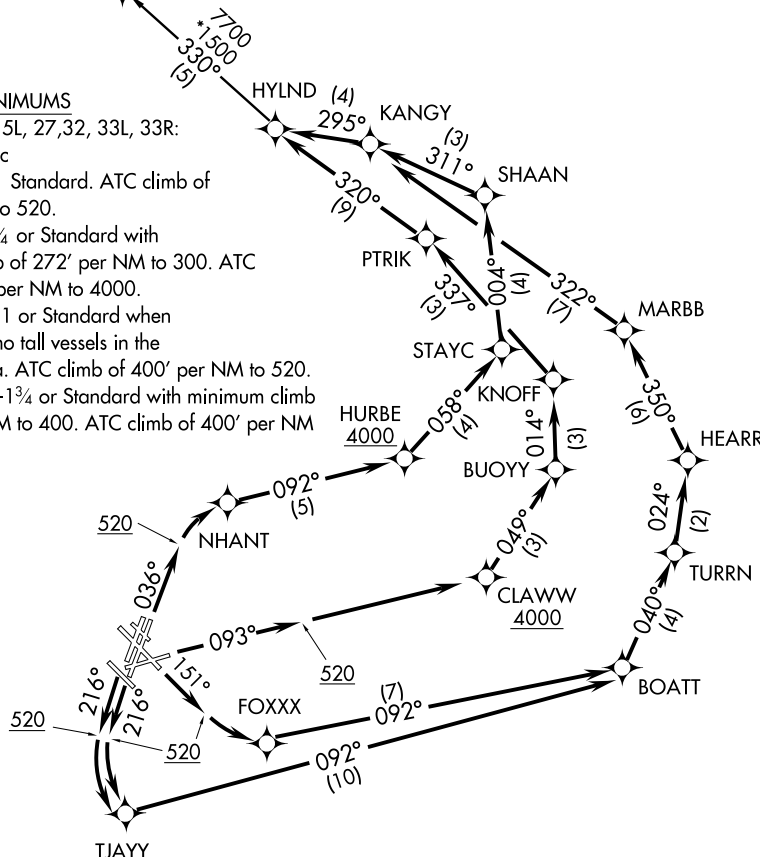 7700
*1500
330°
(5)
HYLND
(4)
295°
KANGY
(3)
311°
SHAAN
NIMUMS
5L, 27,32, 33L, 33R:
c
Standard. ATC climb of
o 520.
¼ or Standard with
b of 272' per NM to 300. ATC
per NM to 4000.
1 or Standard when
no tall vessels in the
a. ATC climb of 400' per NM to 520.
-1¾ or Standard with minimum climb
M to 400. ATC climb of 400' per NM
320°
(9)
PTRIK
337°
(3)
004°
(4)
322°
(7)
MARBB
STAYC
KNOFF
350°
(6)
HURBE
4000
058°
(4)
014°
(3)
BUOYY
HEARR
092°
(5)
NHANT
520
024°
(2)
049°
(3)
TURRN
036°
CLAWW
4000
093°
520
040°
(4)
151°
BOATT
216°
216°
520
520
FOXXX
(7)
092°
092°
(10)
TJAYY